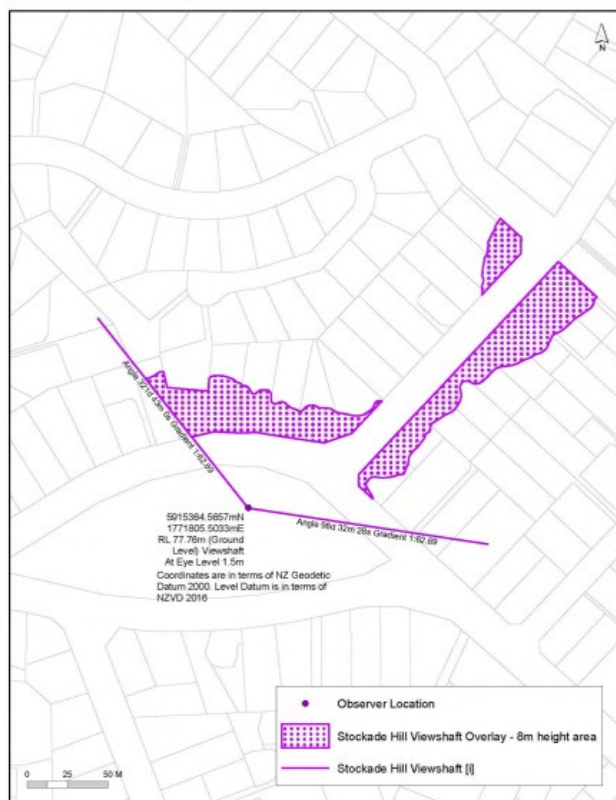 N
Angle 321d 43m 0s Gradient 1:62.69
5915364.5657mN
1771805.5033mE
RL 77.76m (Ground
Level) Viewshaft
At Eye Level 1.5m
Coordinates are in terms of NZ Geodetic
Datum 2000. Level Datum is in terms of
NZVD 2016
Angle 98d 32m 28s Gradient 1:62.69
Observer Location
Stockade Hill Viewshaft Overlay - 8m height area
Stockade Hill Viewshaft [i]
0 25 50 M